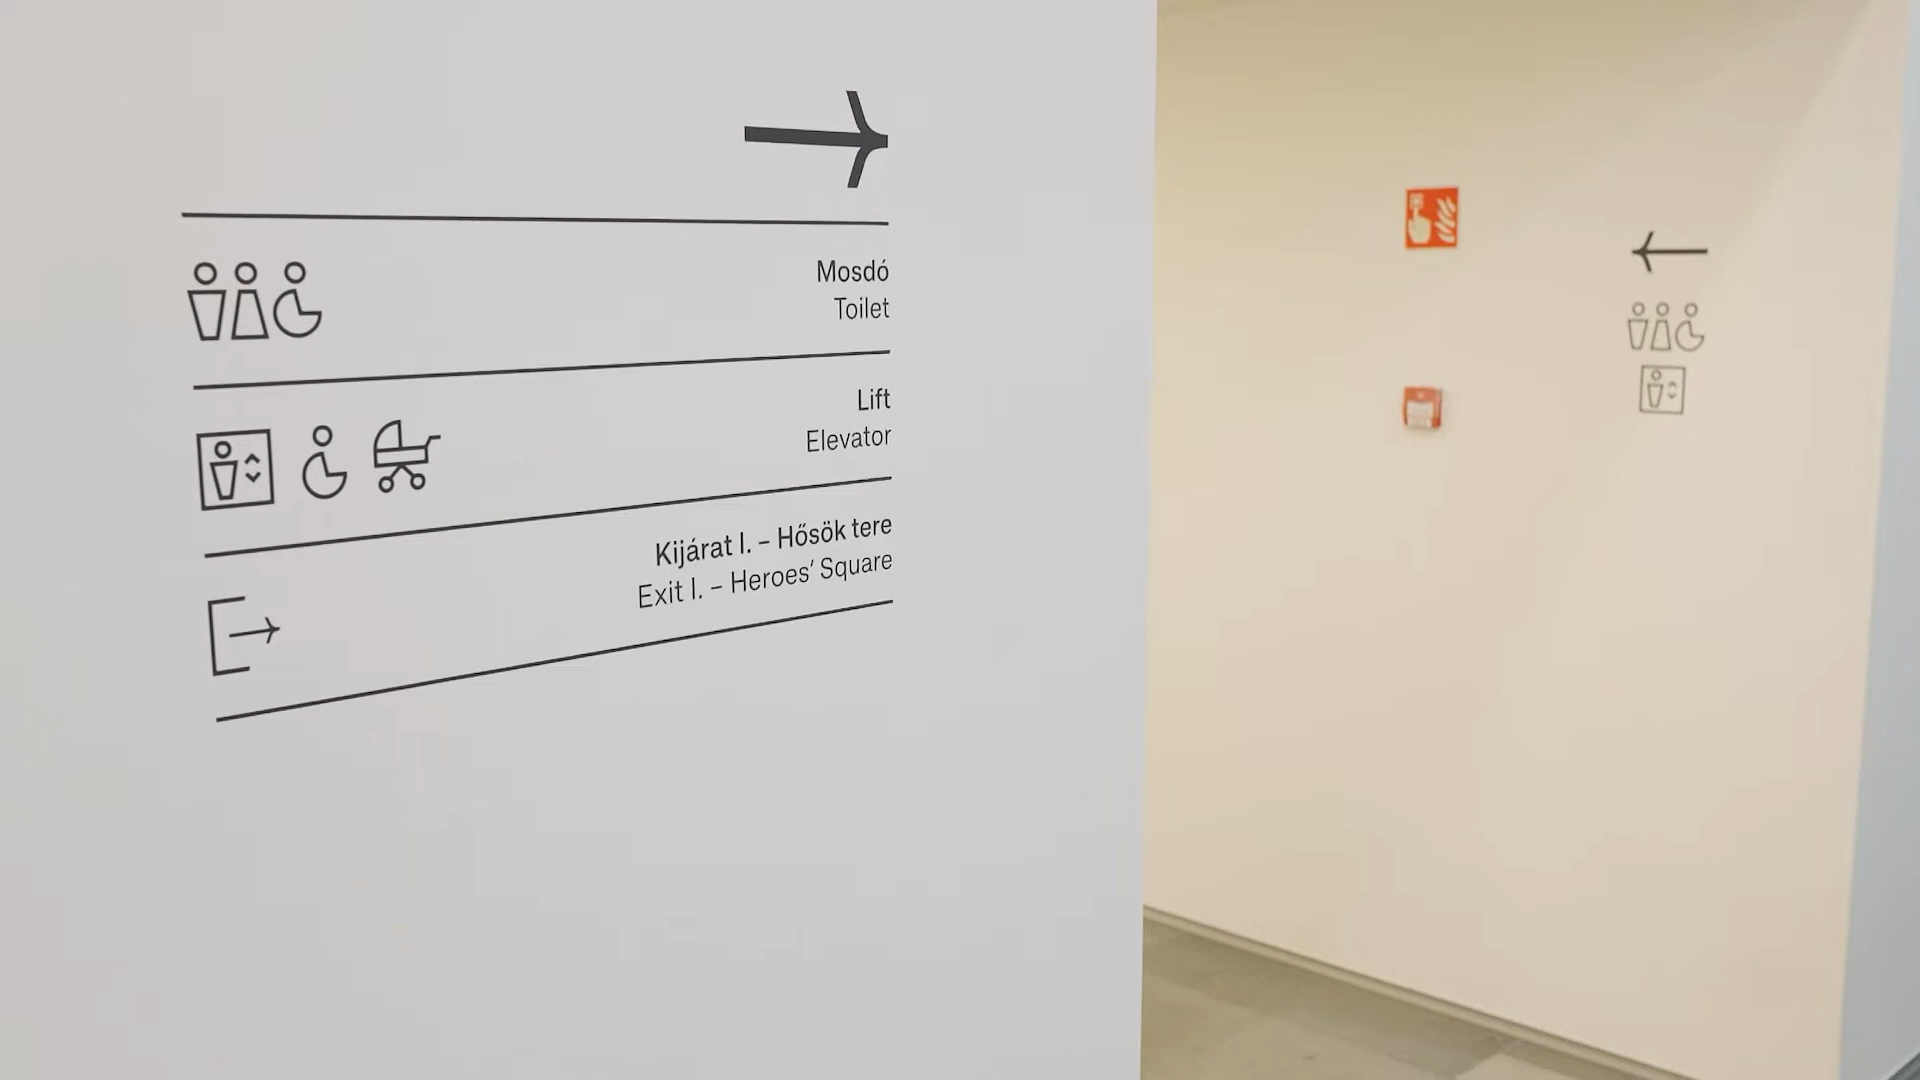 Mosdó
Toilet
Lift
Elevator
Kijárat I. – Hősök tere
Exit I. – Heroes’ Square